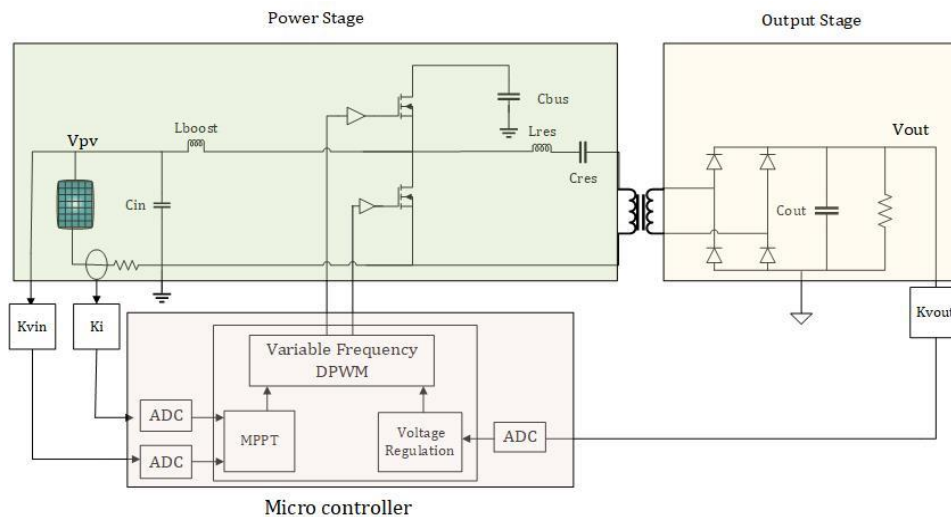 Power Stage
Output Stage
Cbus
Lboost
Lres
Vpv
Vout
Cres
Cin
Cout
Kvin
Ki
Kvout
Variable Frequency
DPWM
ADC
MPPT
Voltage
Regulation
ADC
ADC
Micro controller